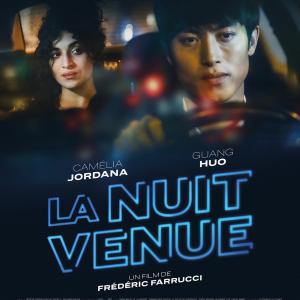 CAMÉLIA
JORDANA
GUANG
HUO
LA NUIT
VENUE
UN FILM DE
FRÉDÉRIC FARRUCCI